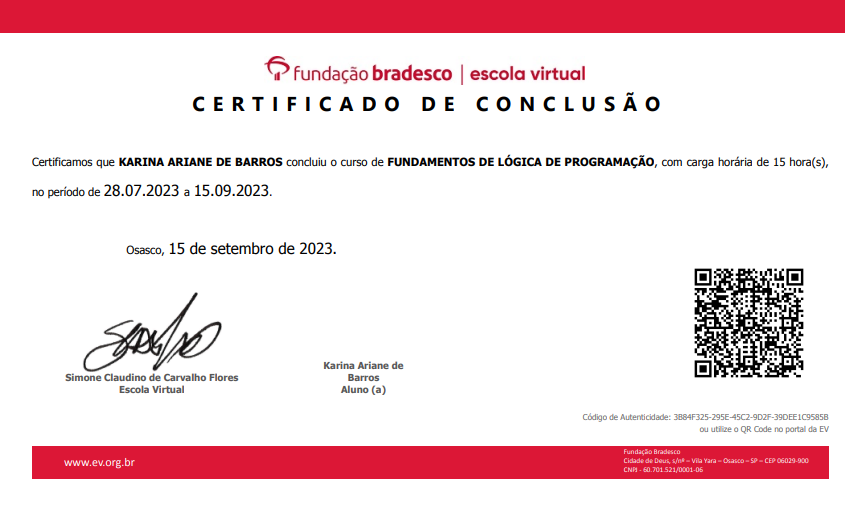 fundação bradesco | escola virtual
CERTIFICADO DE CONCLUSÃO
Certificamos que KARINA ARIANE DE BARROS concluiu o curso de FUNDAMENTOS DE LÓGICA DE PROGRAMAÇÃO, com carga horária de 15 hora(s),
no período de 28.07.2023 a 15.09.2023.
Osasco, 15 de setembro de 2023.
Simone Claudino de Carvalho Flores
Escola Virtual
Karina Ariane de
Barros
Aluno (a)
Código de Autenticidade: 3B84F325-295E-45C2-9D2F-39DEE1C9585B
ou utilize o QR Code no portal da EV
www.ev.org.br
Fundação Bradesco
Cidade de Deus, s/nº – Vila Yara – Osasco – SP – CEP 06029-900
CNPJ - 60.701.521/0001-06